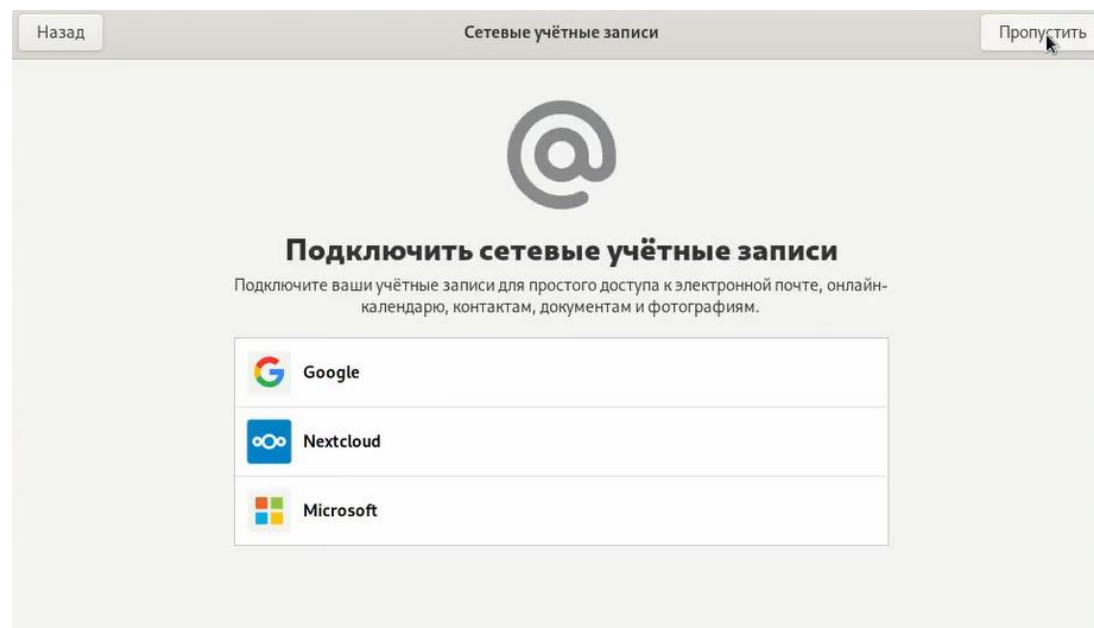 Назад
Сетевые учётные записи
Пропустить
Подключить сетевые учётные записи
Подключите ваши учётные записи для простого доступа к электронной почте, онлайн-
календарю, контактам, документам и фотографиям.
Google
Nextcloud
Microsoft